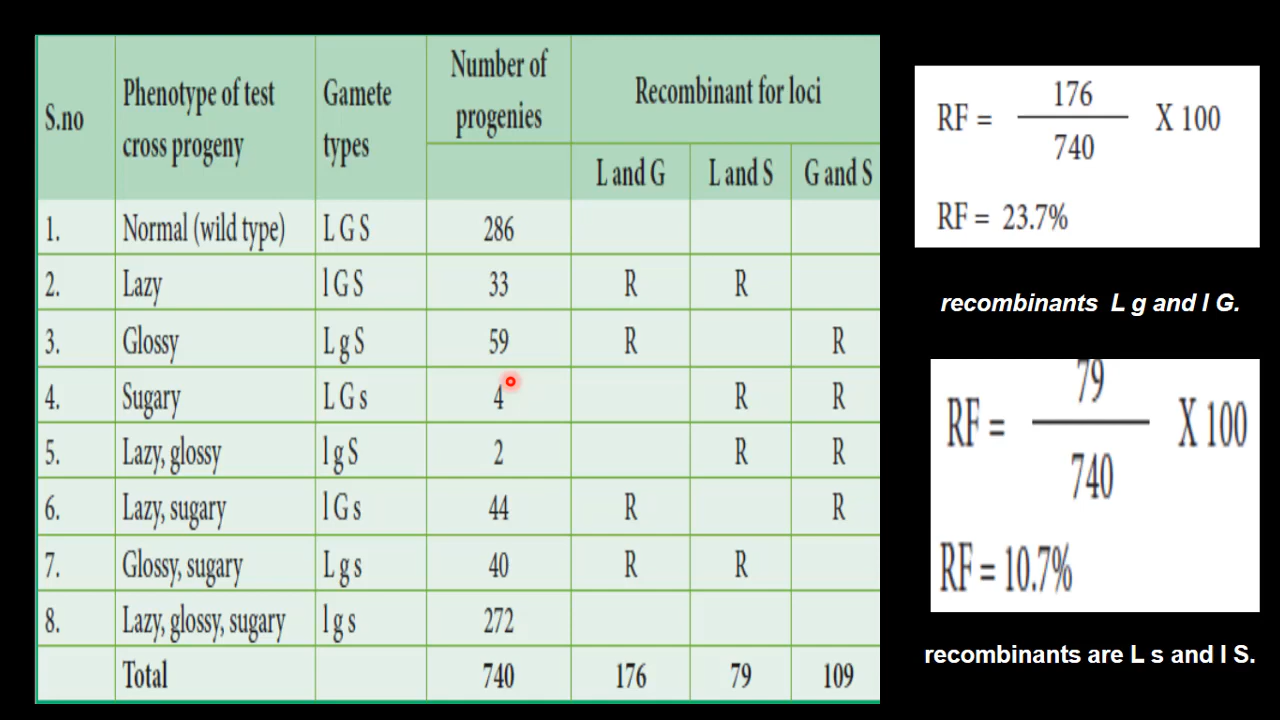 S.no Phenotype of test cross progeny Gamete types Number of progenies Recombinant for loci
L and G L and S G and S
1. Normal (wild type) L G S 286
2. Lazy l G S 33 R R
3. Glossy L g S 59 R R
4. Sugary L G s 4 R R
5. Lazy, glossy l g S 2 R R
6. Lazy, sugary l G s 44 R R
7. Glossy, sugary L g s 40 R R
8. Lazy, glossy, sugary l g s 272
Total 740 176 79 109
RF = 176 / 740 X 100
RF = 23.7%
recombinants L g and l G.
RF = 79 / 740 X 100
RF = 10.7%
recombinants are L s and l S.